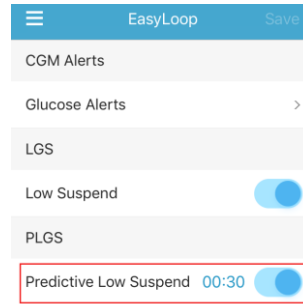 EasyLoop Save
CGM Alerts
Glucose Alerts
LGS
Low Suspend
PLGS
Predictive Low Suspend 00:30